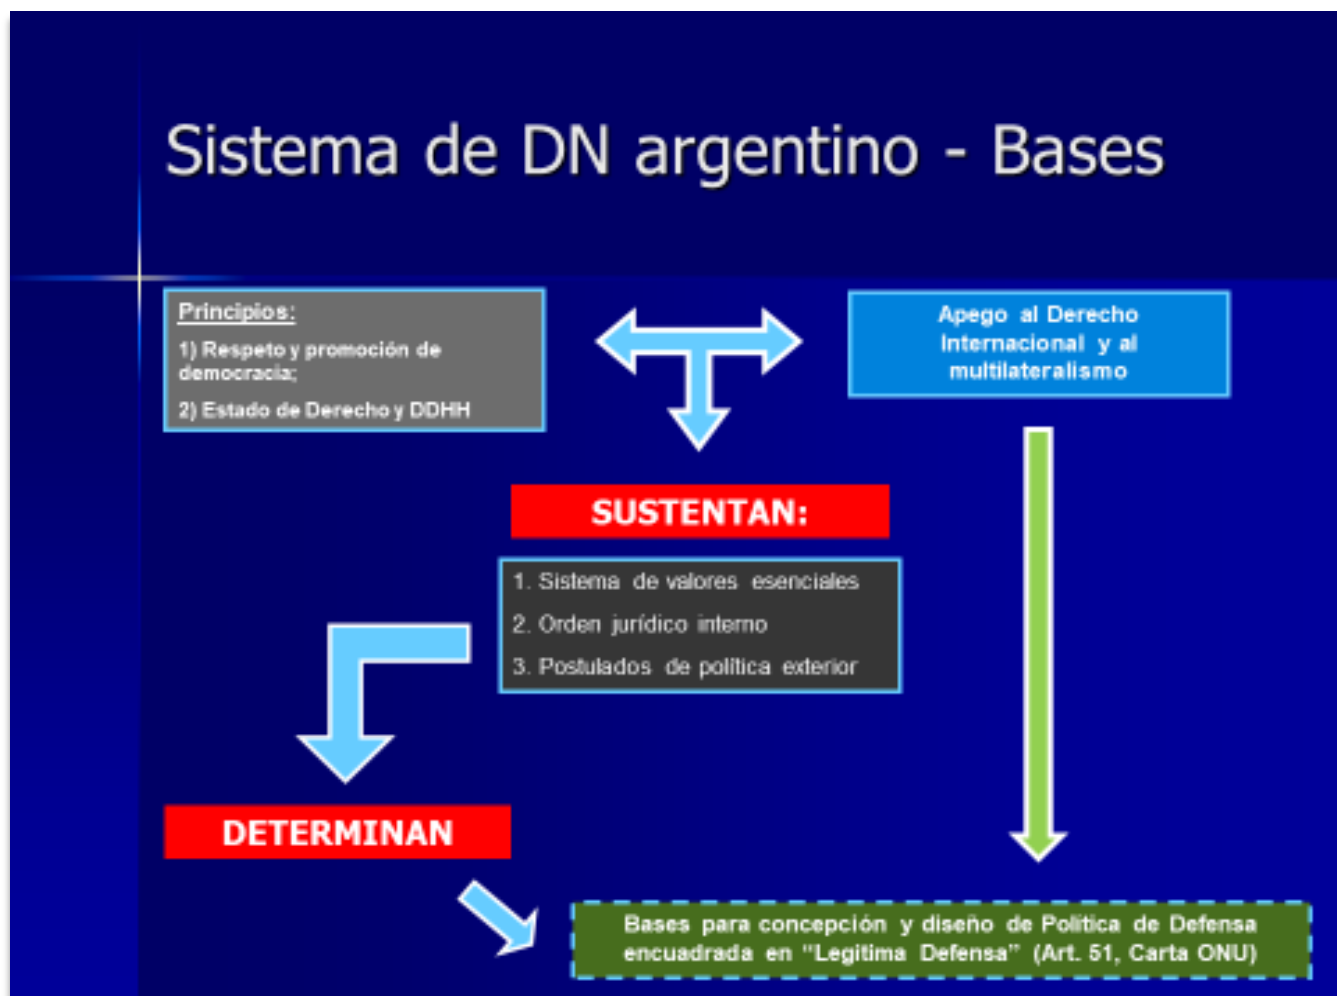 Sistema de DN argentino - Bases
Principios:
1) Respeto y promoción de
democracia;
2) Estado de Derecho y DDHH
Apego al Derecho
Internacional y al
multilateralismo
SUSTENTAN:
1. Sistema de valores esenciales
2. Orden jurídico interno
3. Postulados de política exterior
DETERMINAN
Bases para concepción y diseño de Política de Defensa
encuadrada en “Legitima Defensa” (Art. 51, Carta ONU)